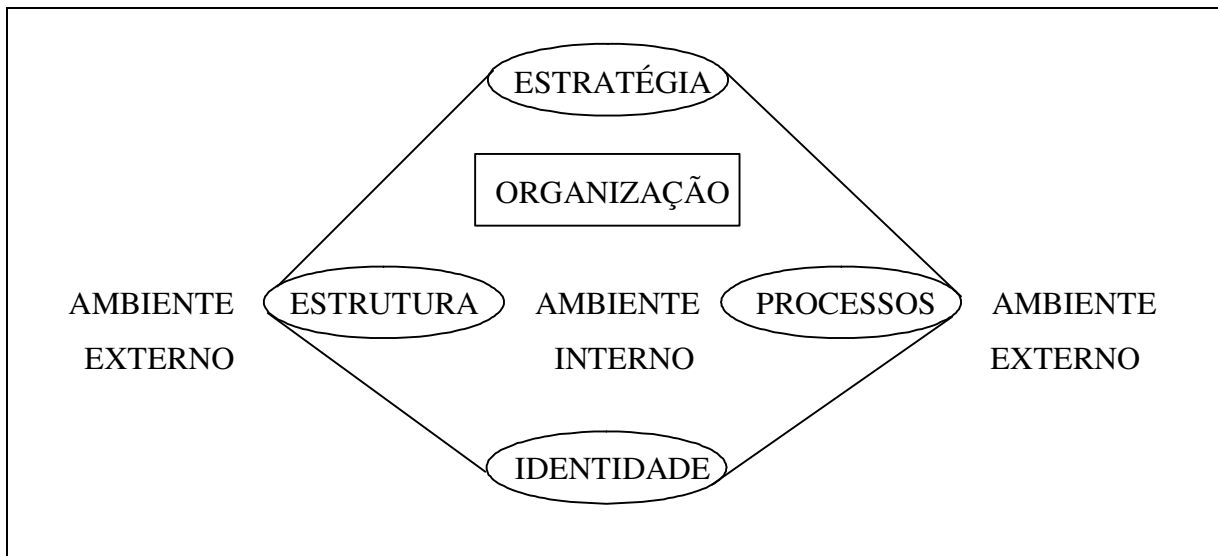 ESTRATÉGIA
ORGANIZAÇÃO
AMBIENTE
EXTERNO
ESTRUTURA
AMBIENTE
INTERNO
PROCESSOS
AMBIENTE
EXTERNO
IDENTIDADE